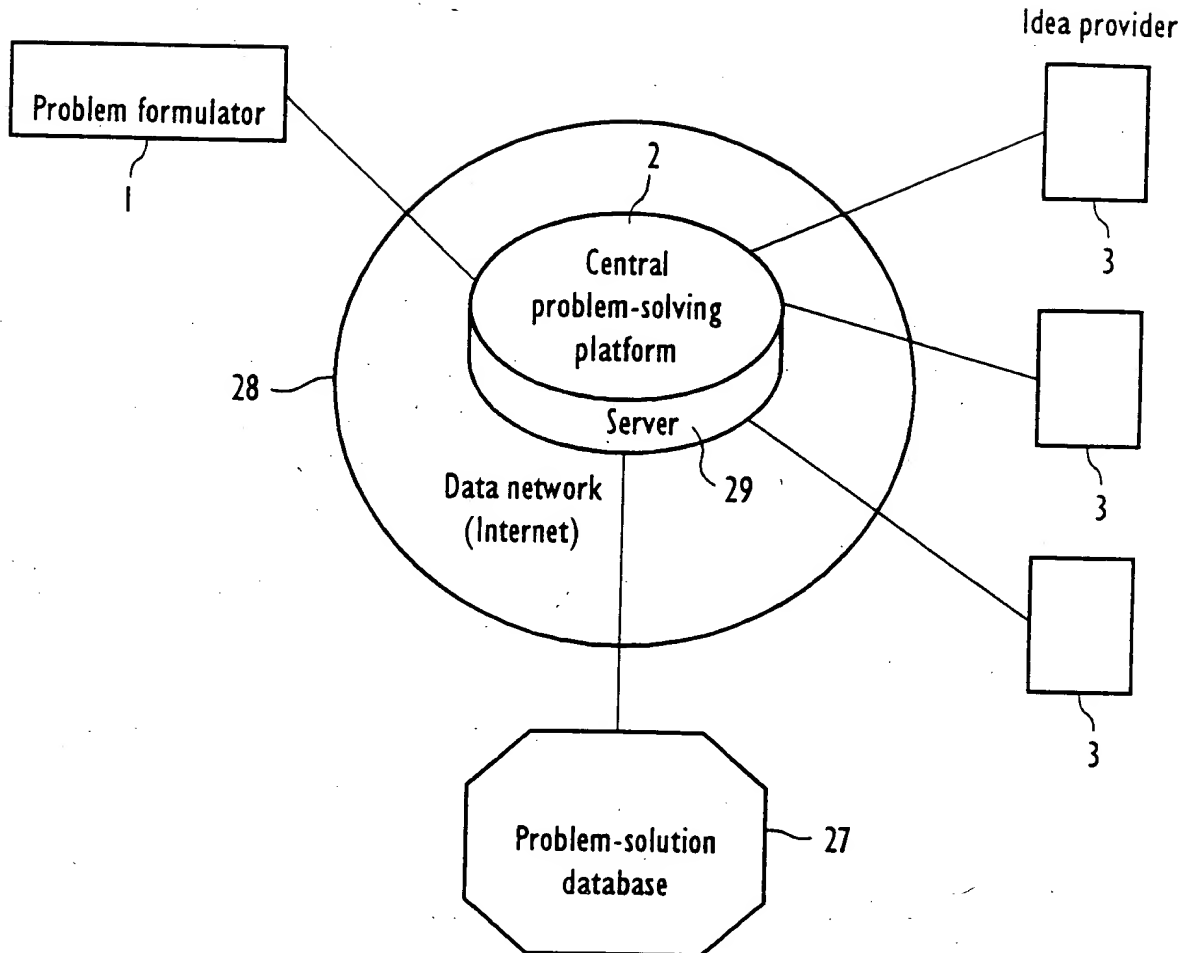 Idea provider
Problem formulator
1
2
Central
problem-solving
platform
3
28
Server
29
Data network
(Internet)
3
3
Problem-solution
database
27